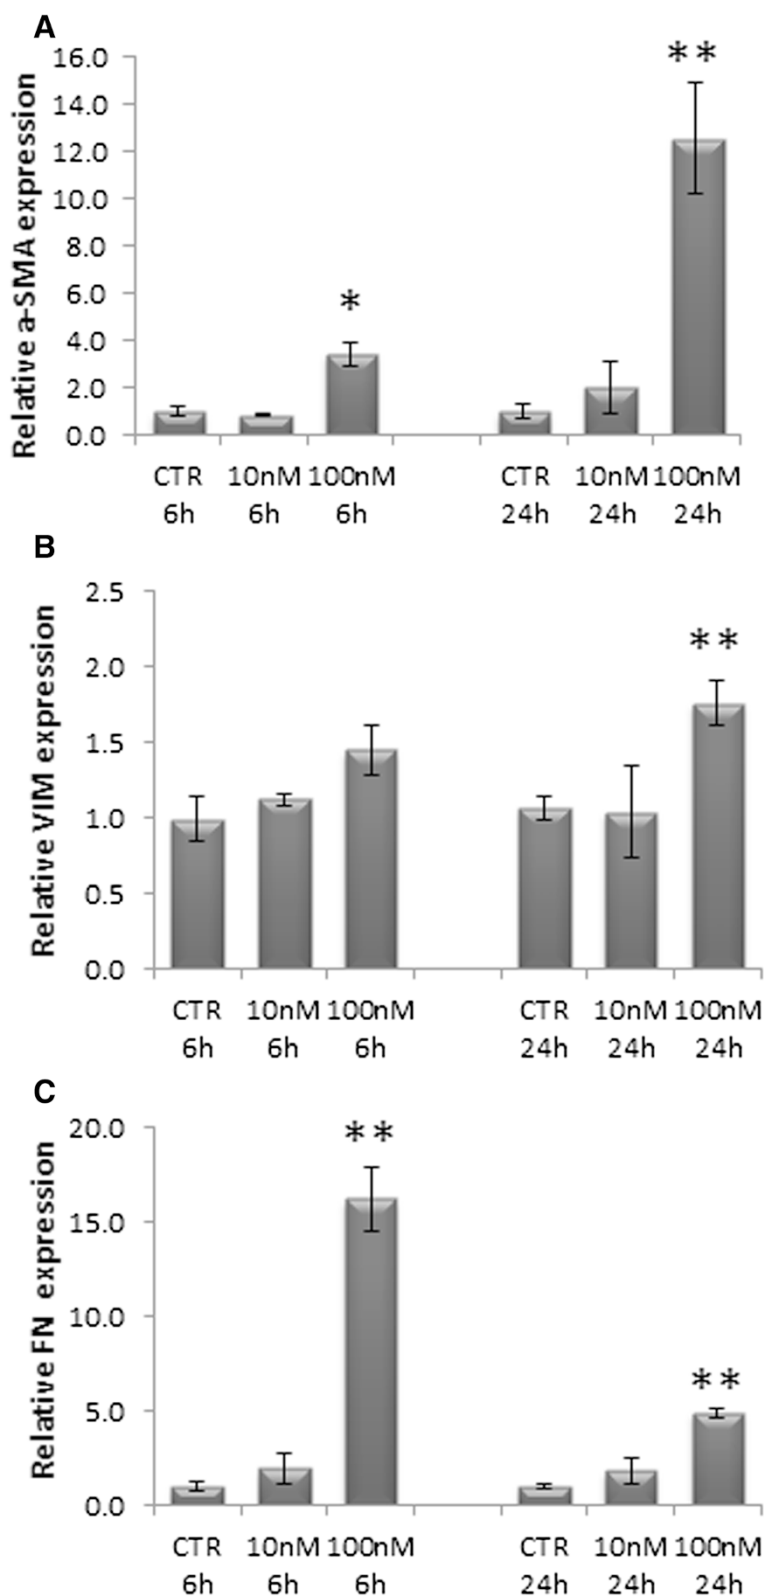 A
Relative a-SMA expression
16.0
14.0
12.0
10.0
8.0
6.0
4.0
2.0
0.0
* **
CTR 10nM 100nM CTR 10nM 100nM
6h 6h 6h 24h 24h 24h
B
Relative VIM expression
2.5
2.0
1.5
1.0
0.5
0.0
**
CTR 10nM 100nM CTR 10nM 100nM
6h 6h 6h 24h 24h 24h
C
Relative FN expression
20.0
15.0
10.0
5.0
0.0
** **
CTR 10nM 100nM CTR 10nM 100nM
6h 6h 6h 24h 24h 24h